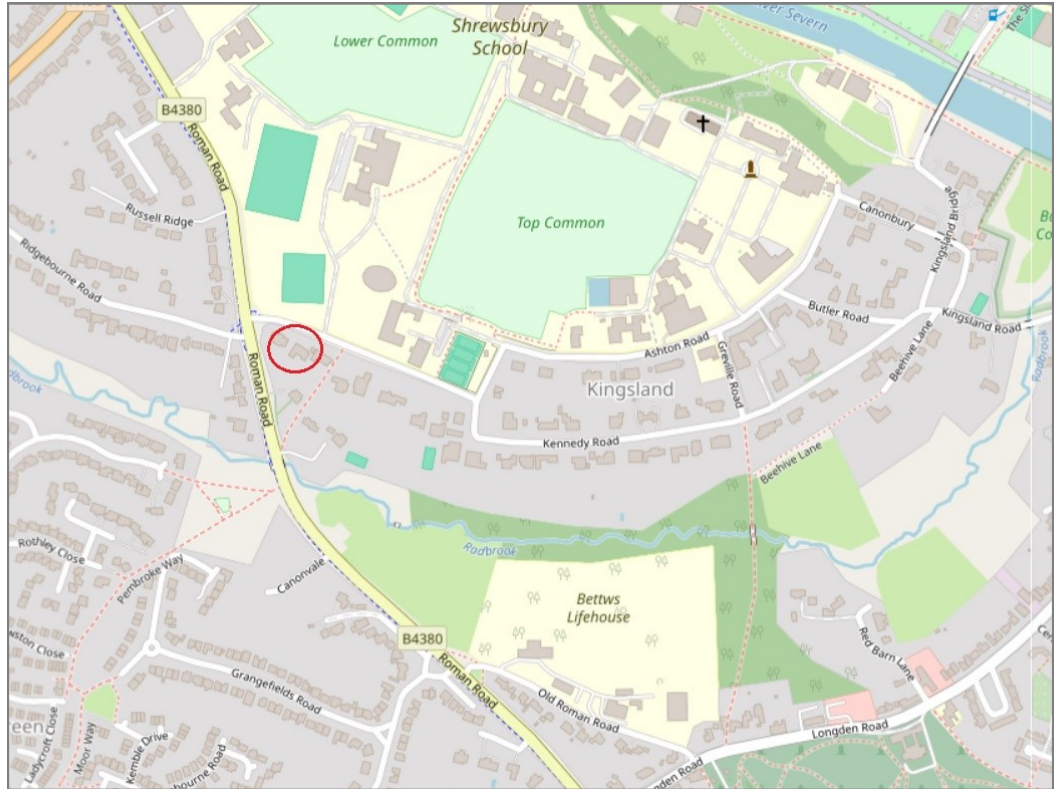 Shrewsbury
School
Lower Common
River Severn
B4380
Roman Road
Russell Ridge
Ridgebourne Road
Top Common
Canonbury
Kingsland Bridge
Butler Road
Kingsland Road
Beehive Lane
Ashton Road
Greville Road
Kingsland
Roman Road
Kennedy Road
Beehive Lane
Radbrook
Radbrook
Rothley Close
Pembroke Way
Canonvale
Bettws
Lifehouse
B4380
Roman Road
Old Roman Road
Red Barn Lane
Longden Road
Grangefields Road
Ladycroft Close
Moor Way
Kemble Drive